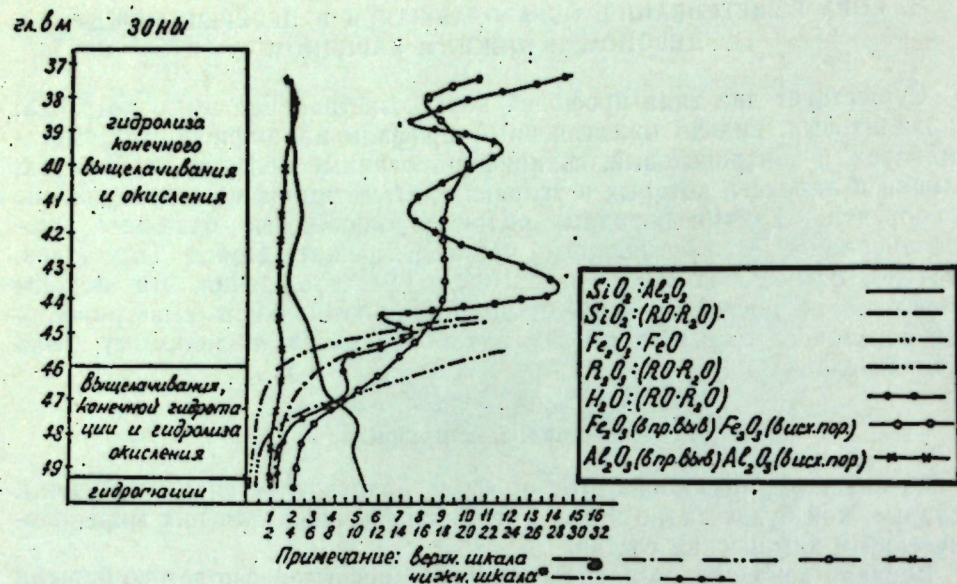 гл.в м ЗОНЫ
37
38
39
40
41
42
43
44
45
46
47
48
49
гидролиза
конечного
выщелачивания
и окисления
выщелачивания,
конечной гидрата-
ции и гидролиза
окисления
гидротации
SiO₂:Al₂O₃
SiO₂:(RO·R₂O)
Fe₂O₃·FeO
R₂O₃:(RO·R₂O)
H₂O:(RO·R₂O)
Fe₂O₃(в пр.выв) Fe₂O₃(в исх.пор)
Al₂O₃(в пр.выв) Al₂O₃(в исх.пор)
1 2 3 4 5 6 7 8 9 10 11 12 13 14 15 16
2 4 6 8 10 12 14 16 18 20 22 24 26 28 30 32
Примечание: верхн. шкала
нижн. шкала